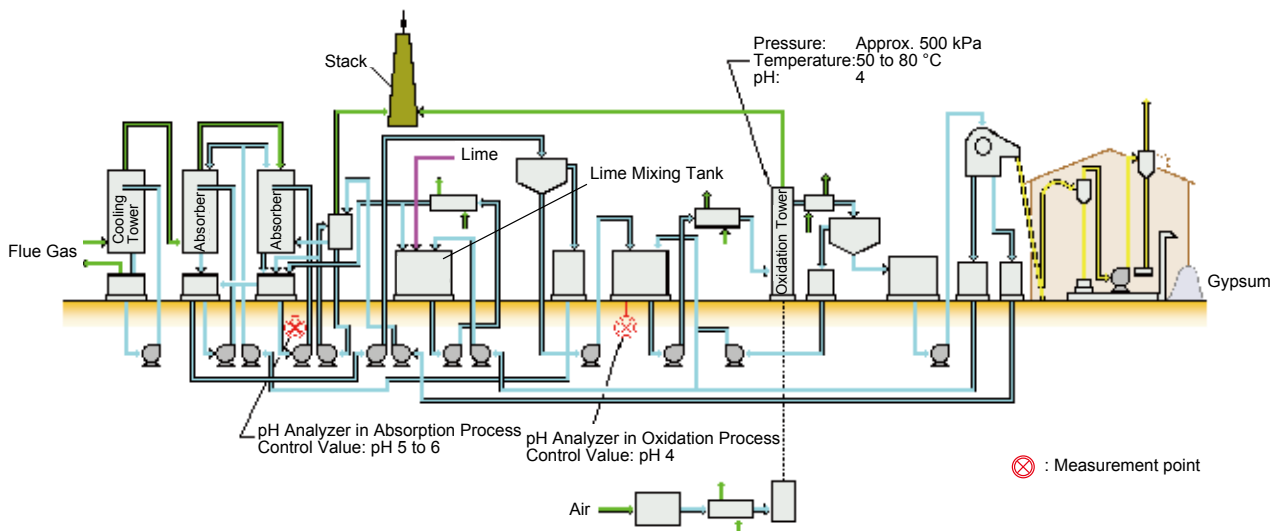 Pressure: Approx. 500 kPa
Temperature:50 to 80 °C
pH: 4
Stack
Lime
Lime Mixing Tank
Cooling
Tower
Absorber
Absorber
Oxidation Tower
Flue Gas
Gypsum
pH Analyzer in Absorption Process
Control Value: pH 5 to 6
pH Analyzer in Oxidation Process
Control Value: pH 4
: Measurement point
Air